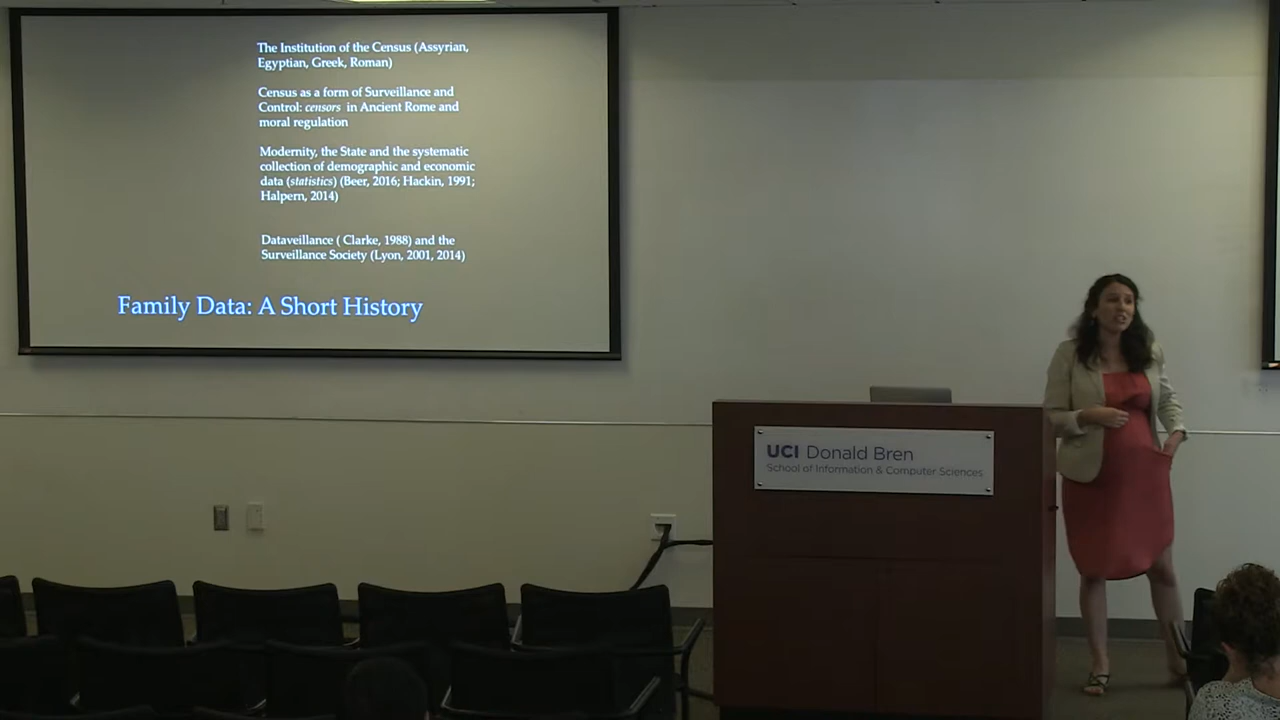 The Institution of the Census (Assyrian,
Egyptian, Greek, Roman)
Census as a form of Surveillance and
Control: censors in Ancient Rome and
moral regulation
Modernity, the State and the systematic
collection of demographic and economic
data (statistics) (Beer, 2016; Hackin, 1991;
Halpern, 2014)
Dataveillance ( Clarke, 1988) and the
Surveillance Society (Lyon, 2001, 2014)
Family Data: A Short History
UCI Donald Bren
School of Information & Computer Sciences